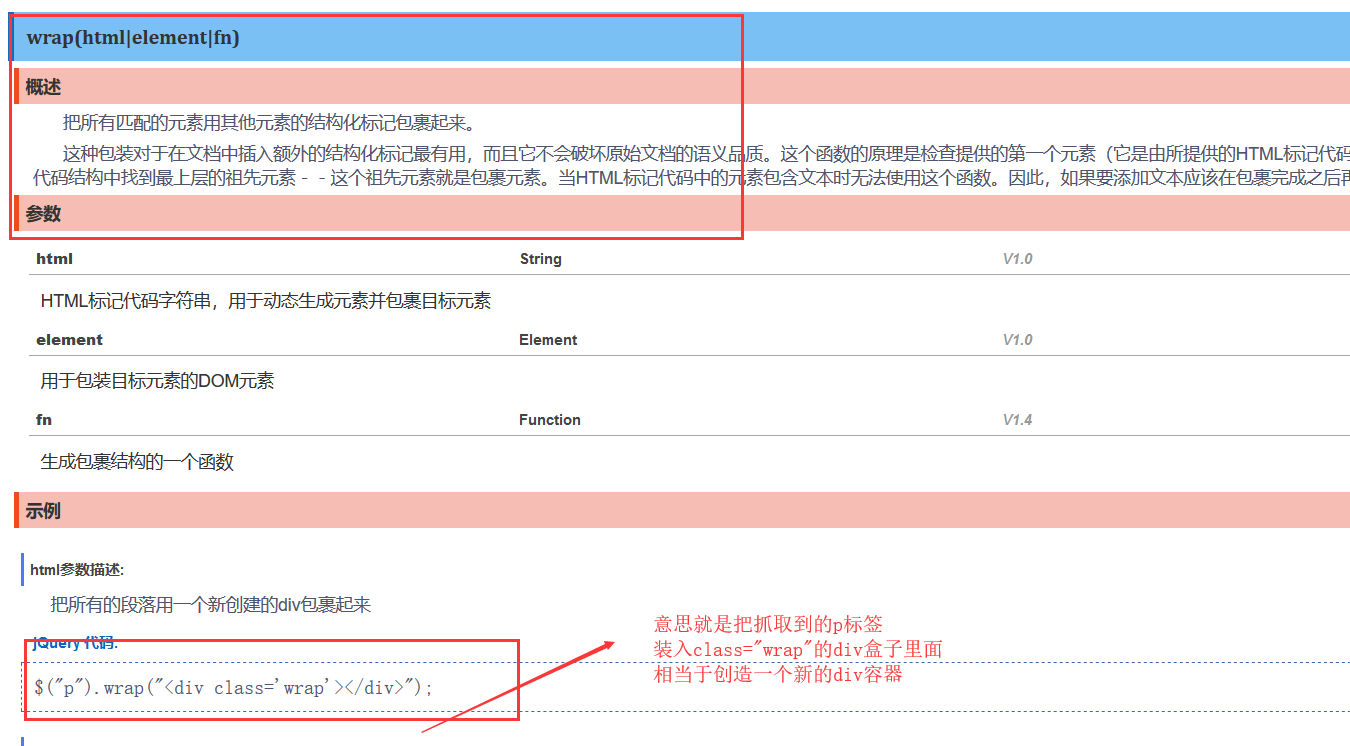 wrap(html|element|fn)
概述
把所有匹配的元素用其他元素的结构化标记包裹起来。
这种包装对于在文档中插入额外的结构化标记最有用，而且它不会破坏原始文档的语义品质。这个函数的原理是检查提供的第一个元素（它是由所提供的HTML标记代码
代码结构中找到最上层的祖先元素－－这个祖先元素就是包裹元素。当HTML标记代码中的元素包含文本时无法使用这个函数。因此，如果要添加文本应该在包裹完成之后再
参数
html String V1.0
HTML标记代码字符串，用于动态生成元素并包裹目标元素
element Element V1.0
用于包装目标元素的DOM元素
fn Function V1.4
生成包裹结构的一个函数
示例
html参数描述:
把所有的段落用一个新创建的div包裹起来
jQuery 代码:
$("p").wrap("<div class='wrap'></div>");
意思就是把抓取到的p标签
装入class="wrap"的div盒子里面
相当于创造一个新的div容器